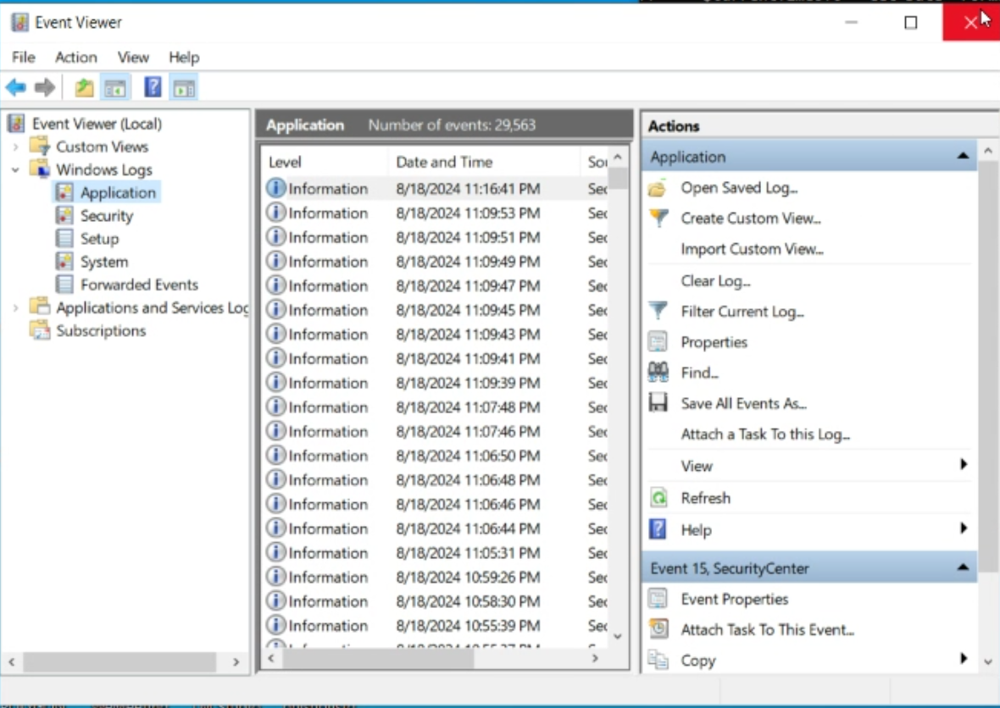 Event Viewer
File Action View Help
Event Viewer (Local)
Custom Views
Windows Logs
Application
Security
Setup
System
Forwarded Events
Applications and Services Log
Subscriptions
Application Number of events: 29,563
Level Date and Time Sou
Information 8/18/2024 11:16:41 PM Sec
Information 8/18/2024 11:09:53 PM Sec
Information 8/18/2024 11:09:51 PM Sec
Information 8/18/2024 11:09:49 PM Sec
Information 8/18/2024 11:09:47 PM Sec
Information 8/18/2024 11:09:45 PM Sec
Information 8/18/2024 11:09:43 PM Sec
Information 8/18/2024 11:09:41 PM Sec
Information 8/18/2024 11:09:39 PM Sec
Information 8/18/2024 11:07:48 PM Sec
Information 8/18/2024 11:07:46 PM Sec
Information 8/18/2024 11:06:50 PM Sec
Information 8/18/2024 11:06:48 PM Sec
Information 8/18/2024 11:06:46 PM Sec
Information 8/18/2024 11:06:44 PM Sec
Information 8/18/2024 11:05:31 PM Sec
Information 8/18/2024 10:59:26 PM Sec
Information 8/18/2024 10:58:30 PM Sec
Information 8/18/2024 10:55:39 PM Sec
Actions
Application
Open Saved Log...
Create Custom View...
Import Custom View...
Clear Log...
Filter Current Log...
Properties
Find...
Save All Events As...
Attach a Task To this Log...
View
Refresh
Help
Event 15, SecurityCenter
Event Properties
Attach Task To This Event...
Copy